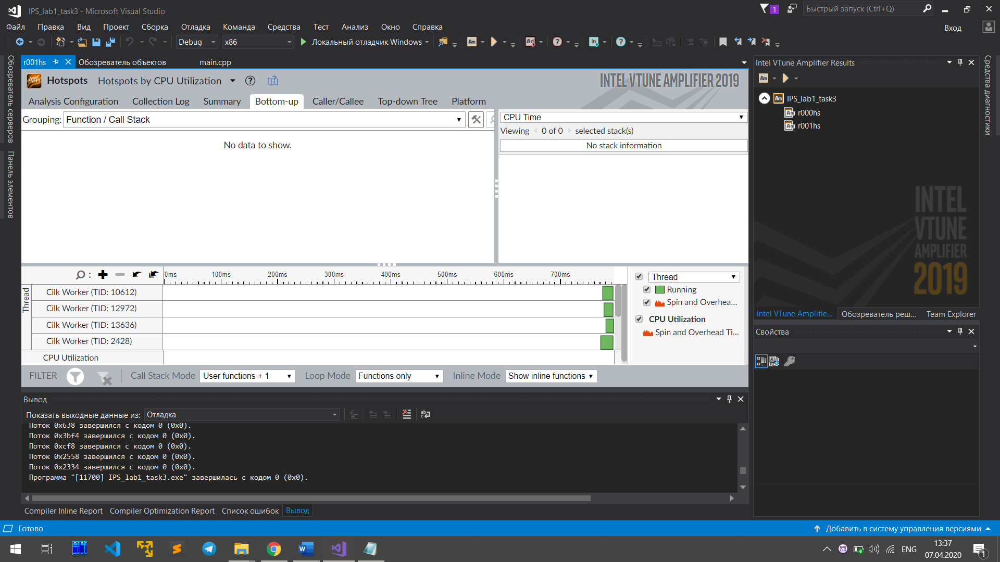 IPS_lab1_task3 - Microsoft Visual Studio
1
Быстрый запуск (Ctrl+Q)
Файл Правка Вид Проект Сборка Отладка Команда Средства Тест Анализ Окно Справка
Вход
Debug x86 Локальный отладчик Windows
Обозреватель серверов
Панель элементов
r001hs Обозреватель объектов main.cpp
Am Hotspots Hotspots by CPU Utilization
INTEL VTUNE AMPLIFIER 2019
Analysis Configuration Collection Log Summary Bottom-up Caller/Callee Top-down Tree Platform
Grouping: Function / Call Stack
No data to show.
CPU Time
Viewing 0 of 0 selected stack(s)
No stack information
0ms 100ms 200ms 300ms 400ms 500ms 600ms 700ms
Thread
Cilk Worker (TID: 10612)
Cilk Worker (TID: 12972)
Cilk Worker (TID: 13636)
Cilk Worker (TID: 2428)
CPU Utilization
Thread
Running
Spin and Overhea...
CPU Utilization
Spin and Overhead Ti...
FILTER Call Stack Mode User functions + 1 Loop Mode Functions only Inline Mode Show inline functions
Вывод
Показать выходные данные из: Отладка
Поток 0x638 завершился с кодом 0 (0x0).
Поток 0x3bf4 завершился с кодом 0 (0x0).
Поток 0xcf8 завершился с кодом 0 (0x0).
Поток 0x2558 завершился с кодом 0 (0x0).
Поток 0x2334 завершился с кодом 0 (0x0).
Программа "[11700] IPS_lab1_task3.exe" завершилась с кодом 0 (0x0).
Compiler Inline Report Compiler Optimization Report Список ошибок Вывод
Intel VTune Amplifier Results
Am
IPS_lab1_task3
r000hs
r001hs
INTEL
VTUNE
AMPLIFIER
2019
Intel VTune Amplifie... Обозреватель реш... Team Explorer
Свойства
Средства диагностики
Готово
Добавить в систему управления версиями
ENG
13:37
07.04.2020
1